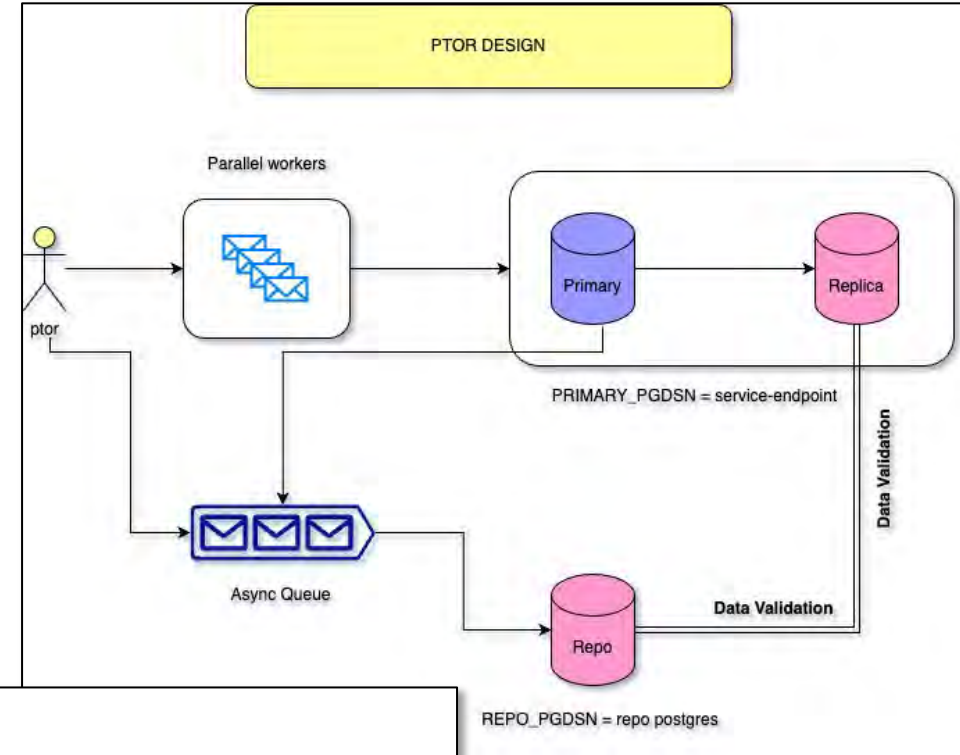 PTOR DESIGN
Parallel workers
Primary
Replica
ptor
PRIMARY_PGDSN = service-endpoint
Data Validation
Async Queue
Data Validation
Repo
REPO_PGDSN = repo postgres